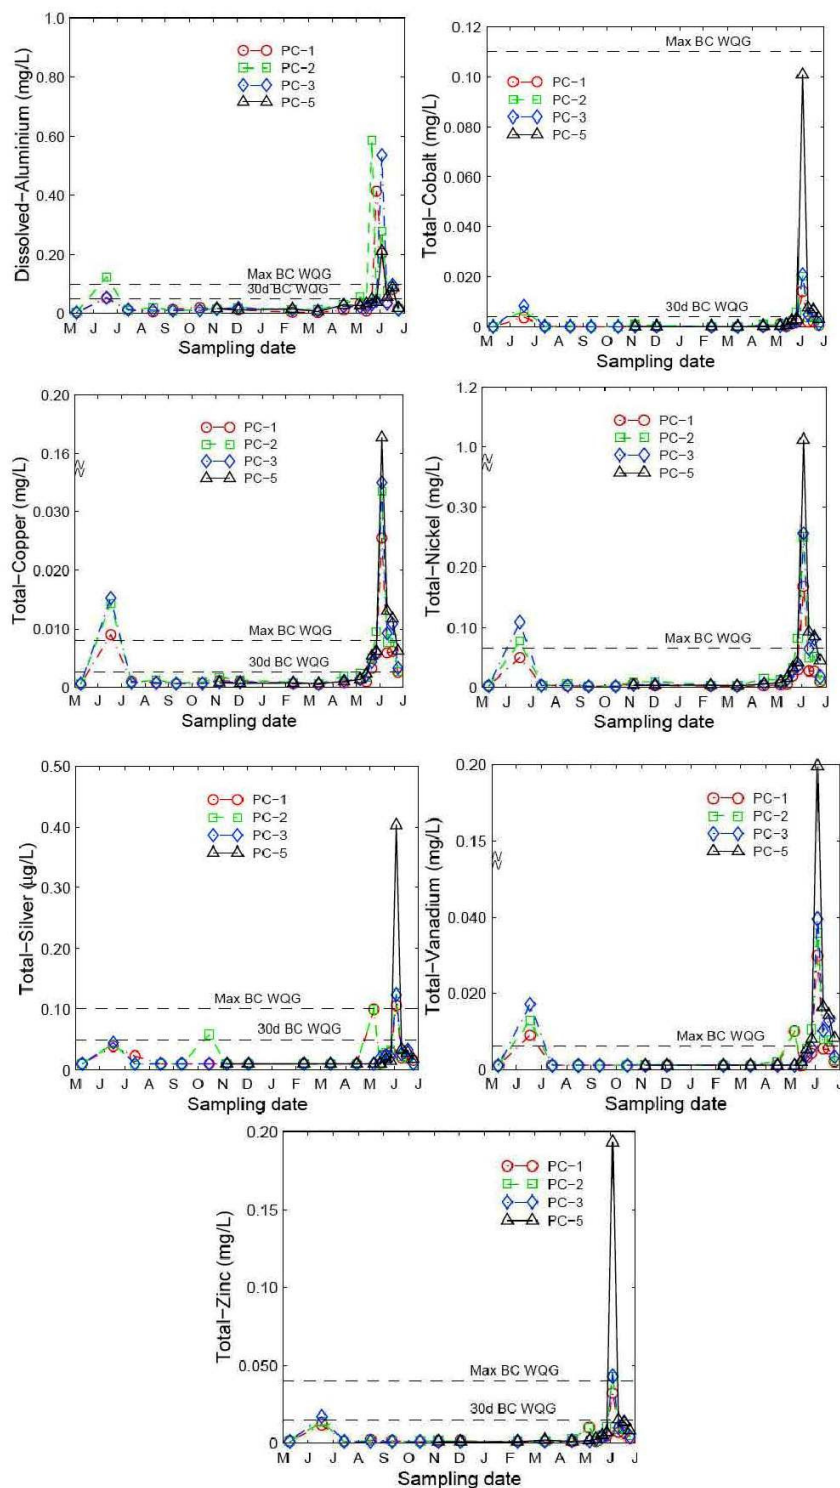 1.0
0.80
0.60
0.40
0.20
0.00
Dissolved-Aluminium (mg/L)
PC-1
PC-2
PC-3
PC-5
Max BC WQG
30d BC WQG
M J J A S O N D J F M A M J J
Sampling date
0.12
0.10
0.080
0.060
0.040
0.020
0
Total-Cobalt (mg/L)
Max BC WQG
PC-1
PC-2
PC-3
PC-5
30d BC WQG
M J J A S O N D J F M A M J J
Sampling date
0.20
0.16
0.030
0.020
0.010
0
Total-Copper (mg/L)
PC-1
PC-2
PC-3
PC-5
Max BC WQG
30d BC WQG
M J J A S O N D J F M A M J J
Sampling date
1.2
1.0
0.30
0.20
0.10
0
Total-Nickel (mg/L)
PC-1
PC-2
PC-3
PC-5
Max BC WQG
M J J A S O N D J F M A M J J
Sampling date
0.50
0.40
0.30
0.20
0.10
0
Total-Silver (µg/L)
PC-1
PC-2
PC-3
PC-5
Max BC WQG
30d BC WQG
M J J A S O N D J F M A M J J
Sampling date
0.20
0.15
0.040
0.020
0
Total-Vanadium (mg/L)
PC-1
PC-2
PC-3
PC-5
Max BC WQG
M J J A S O N D J F M A M J J
Sampling date
0.20
0.15
0.10
0.050
0
Total-Zinc (mg/L)
PC-1
PC-2
PC-3
PC-5
Max BC WQG
30d BC WQG
M J J A S O N D J F M A M J J
Sampling date